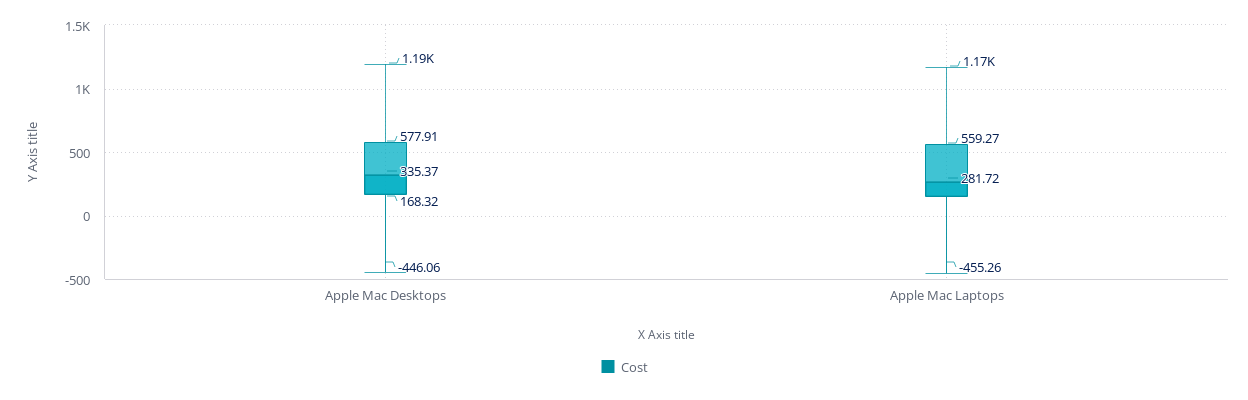 1.5K
1K
500
0
-500
Y Axis title
1.19K
577.91
335.37
168.32
-446.06
1.17K
559.27
281.72
-455.26
Apple Mac Desktops
Apple Mac Laptops
X Axis title
Cost